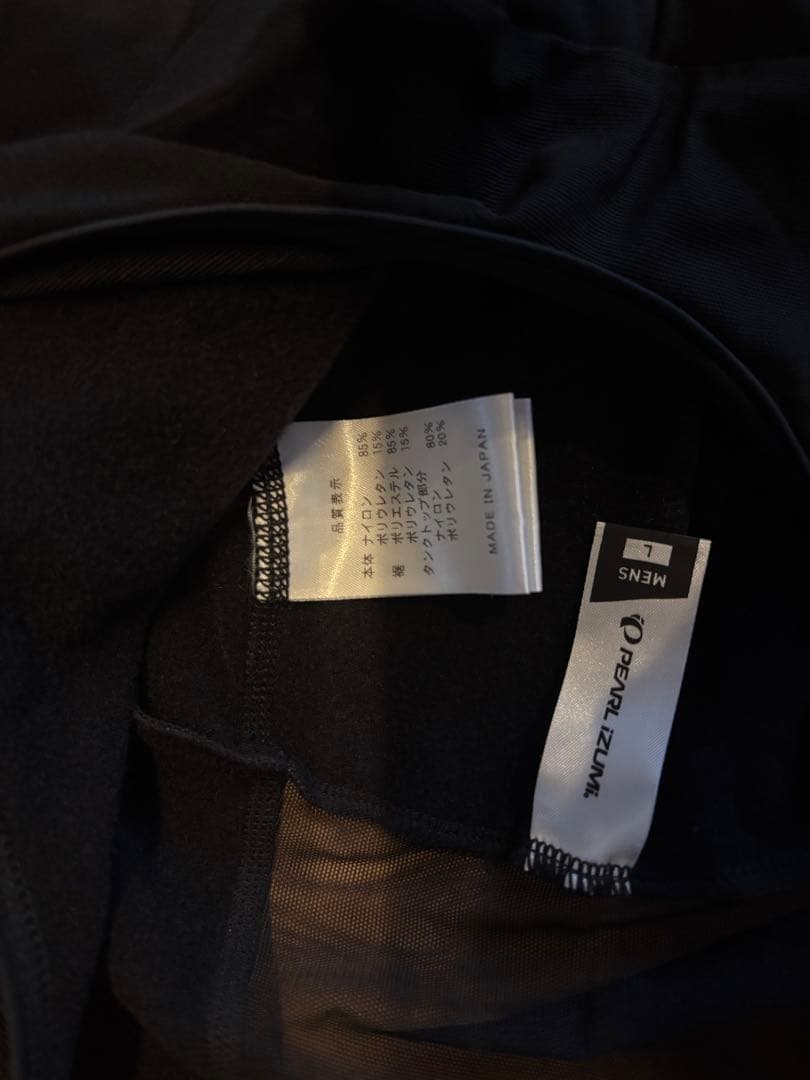 品質表示
本体 ナイロン 85%
ポリウレタン 15%
裾 ポリエステル 85%
ポリウレタン 15%
タンクトップ部分
ナイロン 80%
ポリウレタン 20%
MADE IN JAPAN
MENS
L
PEARL iZUMi.